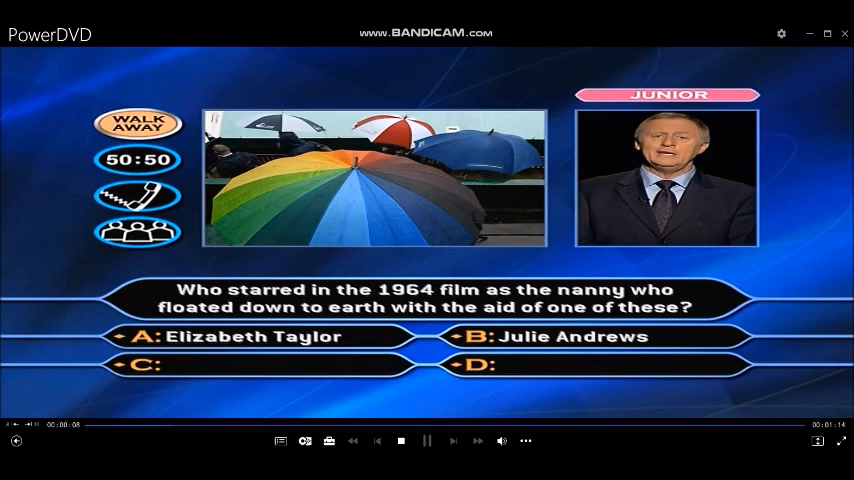 PowerDVD
www.BANDICAM.com
JUNIOR
WALK
AWAY
50:50
Who starred in the 1964 film as the nanny who
floated down to earth with the aid of one of these?
A: Elizabeth Taylor
B: Julie Andrews
C:
D:
00:00:08
00:01:14